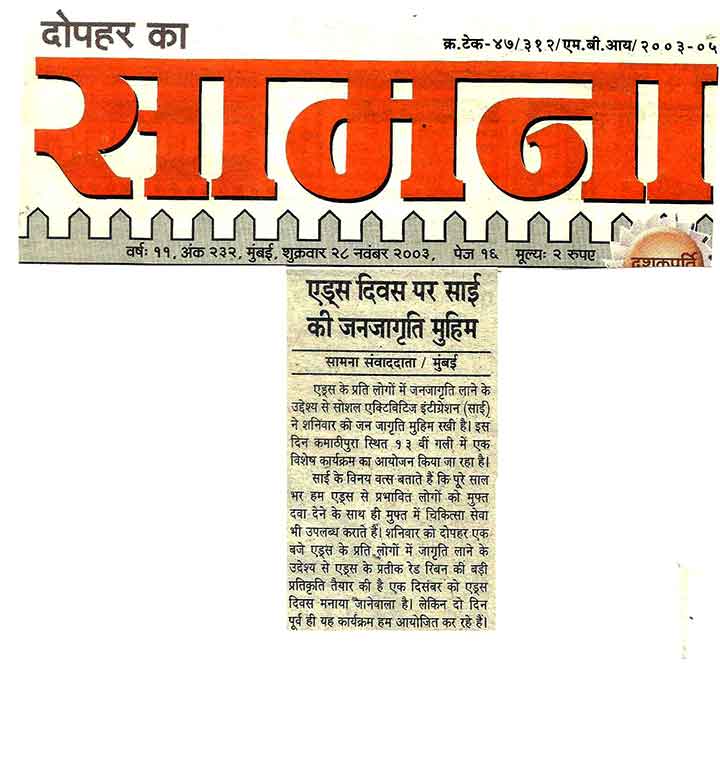 दोपहर का
क्र.टेक-४७/३१२/एम.बी.आय/२००३-०५
सामना
वर्षः ११, अंक २३२, मुंबई, शुक्रवार २८ नवंबर २००३, पेज १६ मूल्यः २ रुपए
दशकपूर्ति
एड्स दिवस पर साई
की जनजागृति मुहिम
सामना संवाददाता / मुंबई
एड्स के प्रति लोगों में जनजागृति लाने के
उद्देश्य से सोशल एक्टिविटिज इंटीग्रेशन (साई)
ने शनिवार को जन जागृति मुहिम रखी है। इस
दिन कमाठीपुरा स्थित १३ वीं गली में एक
विशेष कार्यक्रम का आयोजन किया जा रहा है।
साई के विनय वत्स बताते हैं कि पूरे साल
भर हम एड्स से प्रभावित लोगों को मुफ्त
दवा देने के साथ ही मुफ्त में चिकित्सा सेवा
भी उपलब्ध कराते हैं। शनिवार को दोपहर एक
बजे एड्स के प्रति लोगों में जागृति लाने के
उद्देश्य से एड्स के प्रतीक रेड रिबन की बड़ी
प्रतिकृति तैयार की है एक दिसंबर को एड्स
दिवस मनाया जानेवाला है। लेकिन दो दिन
पूर्व ही यह कार्यक्रम हम आयोजित कर रहे हैं।